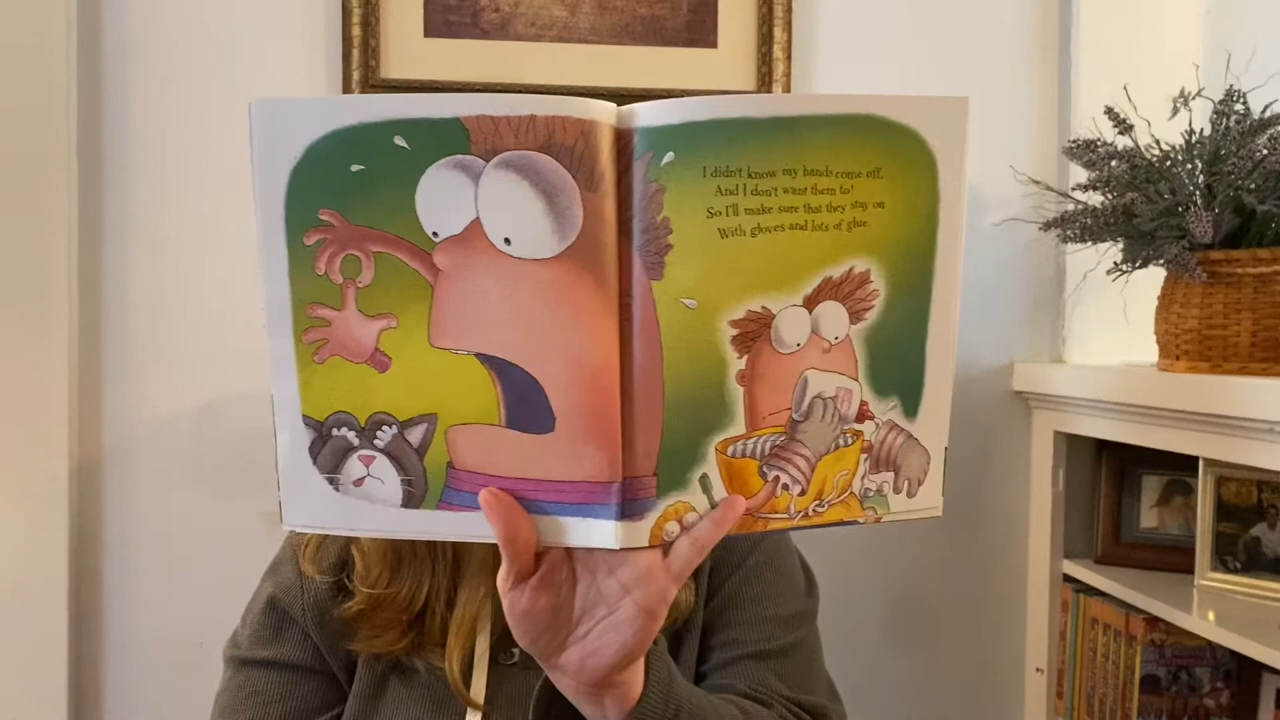 I didn't know my hands come off,
And I don't want them to!
So I'll make sure that they stay on
With gloves and lots of glue.